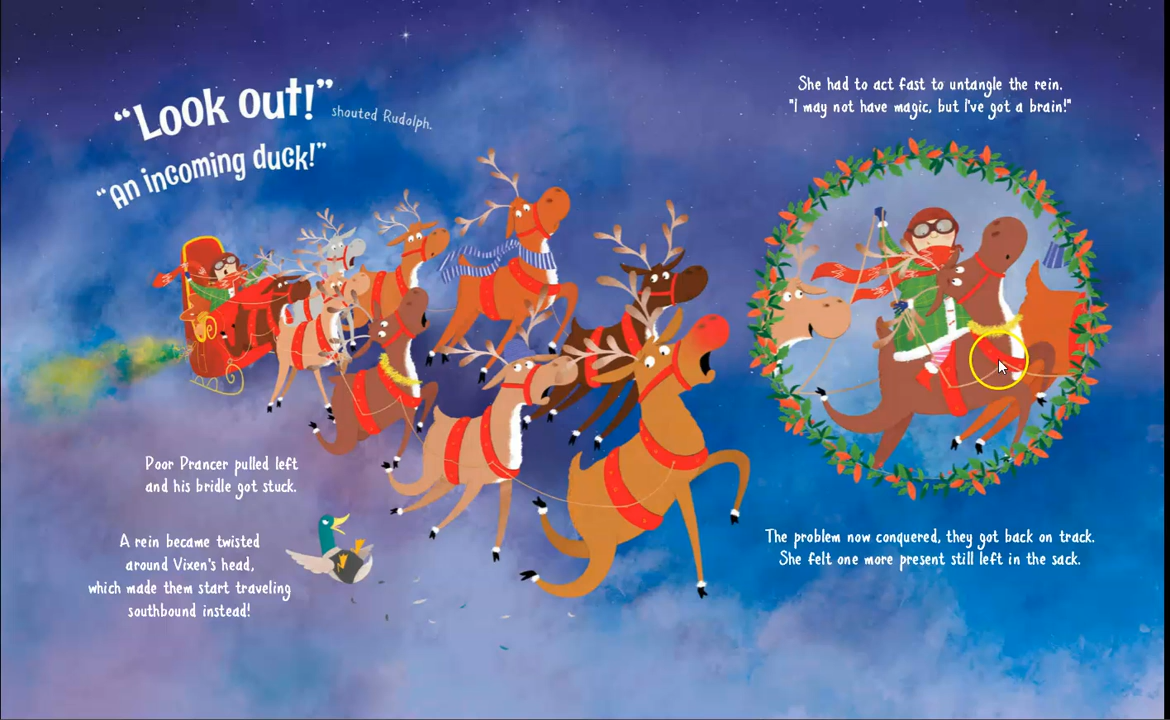 “Look out!” shouted Rudolph.
“An incoming duck!”
Poor Prancer pulled left
and his bridle got stuck.
A rein became twisted
around Vixen's head,
which made them start traveling
southbound instead!
She had to act fast to untangle the rein.
"I may not have magic, but I've got a brain!"
The problem now conquered, they got back on track.
She felt one more present still left in the sack.